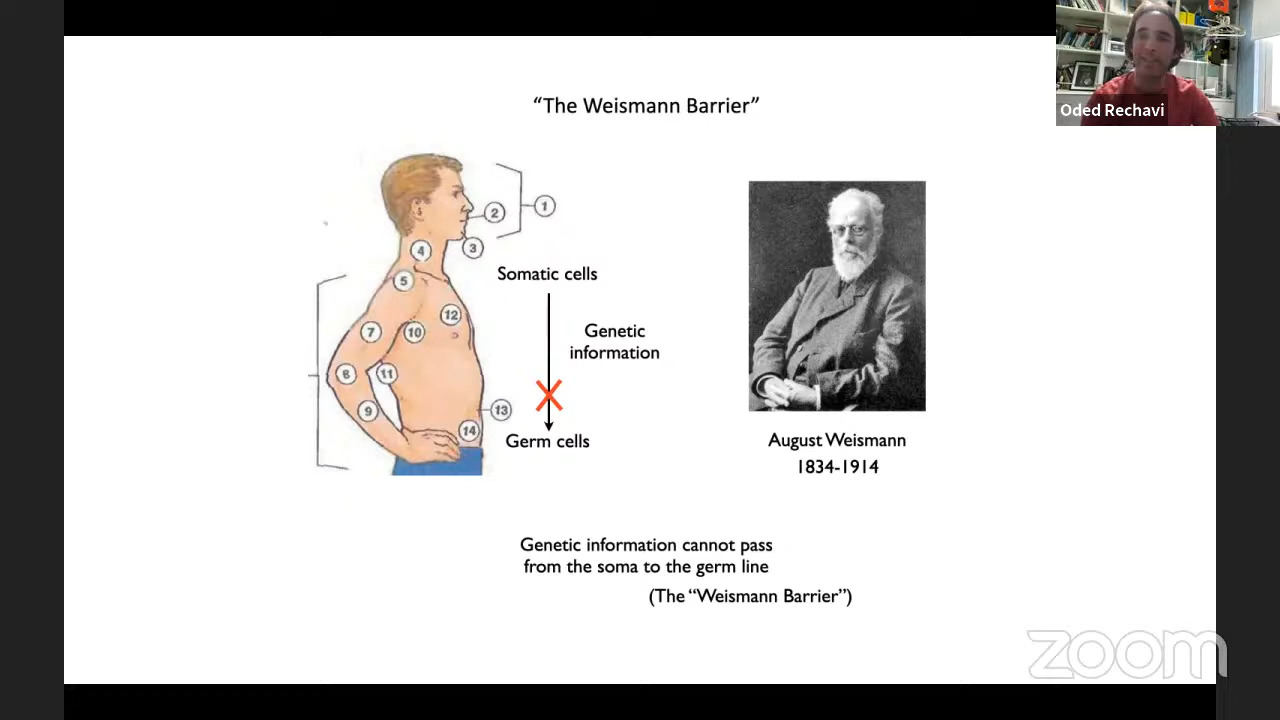 Oded Rechavi
“The Weismann Barrier”
1
2
3
4
5
12
7
10
8
11
9
13
14
Somatic cells
Genetic
information
Germ cells
August Weismann
1834-1914
Genetic information cannot pass
from the soma to the germ line
(The “Weismann Barrier”)
zoom